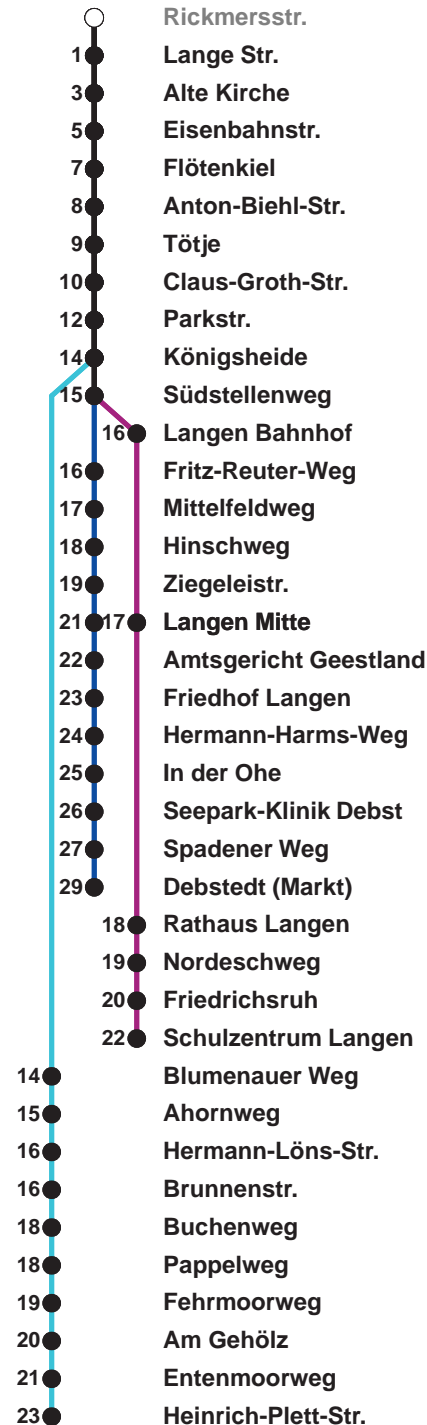 Rickmersstr.
1 Lange Str.
3 Alte Kirche
5 Eisenbahnstr.
7 Flötenkiel
8 Anton-Biehl-Str.
9 Tötje
10 Claus-Groth-Str.
12 Parkstr.
14 Königsheide
15 Südstellenweg
16 Langen Bahnhof
16 Fritz-Reuter-Weg
17 Mittelfeldweg
18 Hinschweg
19 Ziegeleistr.
21 17 Langen Mitte
22 Amtsgericht Geestland
23 Friedhof Langen
24 Hermann-Harms-Weg
25 In der Ohe
26 Seepark-Klinik Debst
27 Spadener Weg
29 Debstedt (Markt)
18 Rathaus Langen
19 Nordeschweg
20 Friedrichsruh
22 Schulzentrum Langen
14 Blumenauer Weg
15 Ahornweg
16 Hermann-Löns-Str.
16 Brunnenstr.
18 Buchenweg
18 Pappelweg
19 Fehrmoorweg
20 Am Gehölz
21 Entenmoorweg
23 Heinrich-Plett-Str.